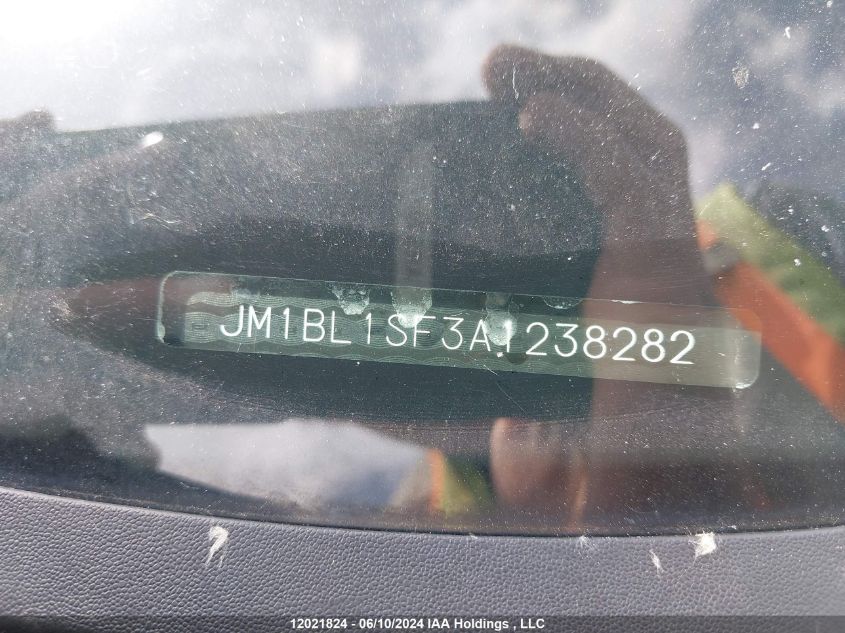 JM1BL1SF3A1238282
12021824 - 06/10/2024 IAA Holdings , LLC